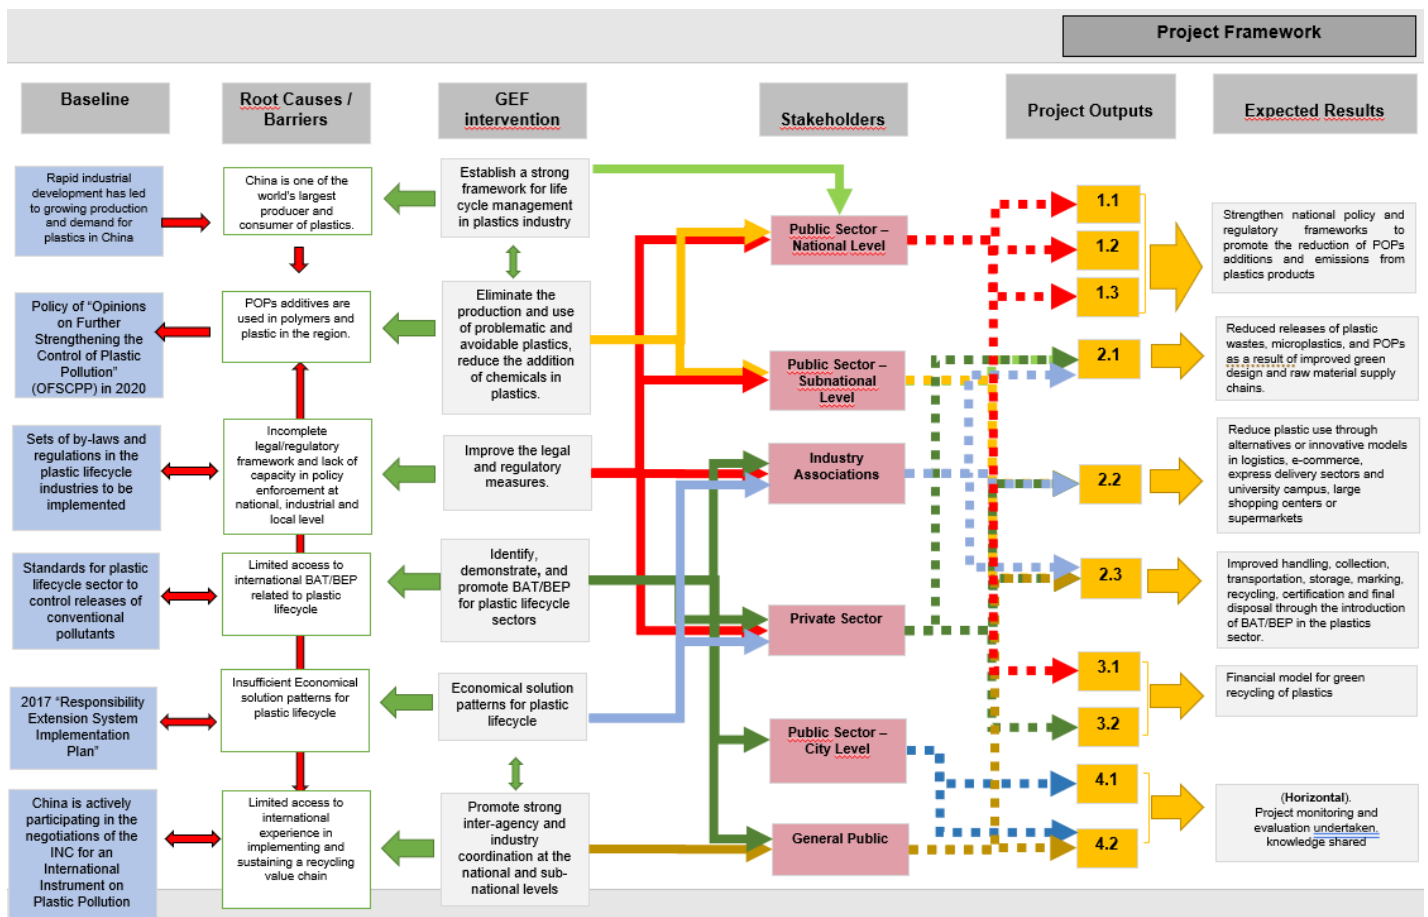 Project Framework
Baseline
Root Causes /
Barriers
GEF
intervention
Stakeholders
Project Outputs
Expected Results
Rapid industrial
development has led
to growing production
and demand for
plastics in China
Policy of “Opinions
on Further
Strengthening the
Control of Plastic
Pollution”
(OFSCPP) in 2020
Sets of by-laws and
regulations in the
plastic lifecycle
industries to be
implemented
Standards for plastic
lifecycle sector to
control releases of
conventional
pollutants
2017 “Responsibility
Extension System
Implementation
Plan”
China is actively
participating in the
negotiations of the
INC for an
International
Instrument on
Plastic Pollution
China is one of the
world's largest
producer and
consumer of plastics.
POPs additives are
used in polymers and
plastic in the region.
Incomplete
legal/regulatory
framework and lack of
capacity in policy
enforcement at
national, industrial and
local level
Limited access to
international BAT/BEP
related to plastic
lifecycle
Insufficient Economical
solution patterns for
plastic lifecycle
Limited access to
international
experience in
implementing and
sustaining a recycling
value chain
Establish a strong
framework for life
cycle management
in plastics industry
Eliminate the
production and use
of problematic and
avoidable plastics,
reduce the addition
of chemicals in
plastics.
Improve the legal
and regulatory
measures.
Identify,
demonstrate, and
promote BAT/BEP
for plastic lifecycle
sectors
Economical solution
patterns for plastic
lifecycle
Promote strong
inter-agency and
industry
coordination at the
national and sub-
national levels
Public Sector –
National Level
Public Sector –
Subnational
Level
Industry
Associations
Private Sector
Public Sector –
City Level
General Public
1.1
1.2
1.3
2.1
2.2
2.3
3.1
3.2
4.1
4.2
Strengthen national policy and
regulatory frameworks to
promote the reduction of POPs
additions and emissions from
plastics products
Reduced releases of plastic
wastes, microplastics, and POPs
as a result of improved green
design and raw material supply
chains.
Reduce plastic use through
alternatives or innovative models
in logistics, e-commerce,
express delivery sectors and
university campus, large
shopping centers or
supermarkets
Improved handling, collection,
transportation, storage, marking,
recycling, certification and final
disposal through the introduction
of BAT/BEP in the plastics
sector.
Financial model for green
recycling of plastics
(Horizontal).
Project monitoring and
evaluation undertaken,
knowledge shared